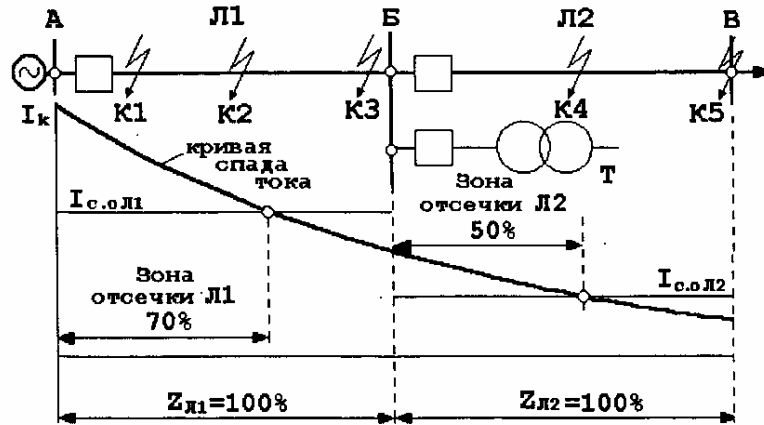 А Л1 Б Л2 В
К1 К2 К3 К4 К5
Iк
кривая
спада
тока
Т
Iс.оЛ1
Зона
отсечки Л2
50%
Зона
отсечки Л1
70%
Iс.оЛ2
ZЛ1=100% ZЛ2=100%